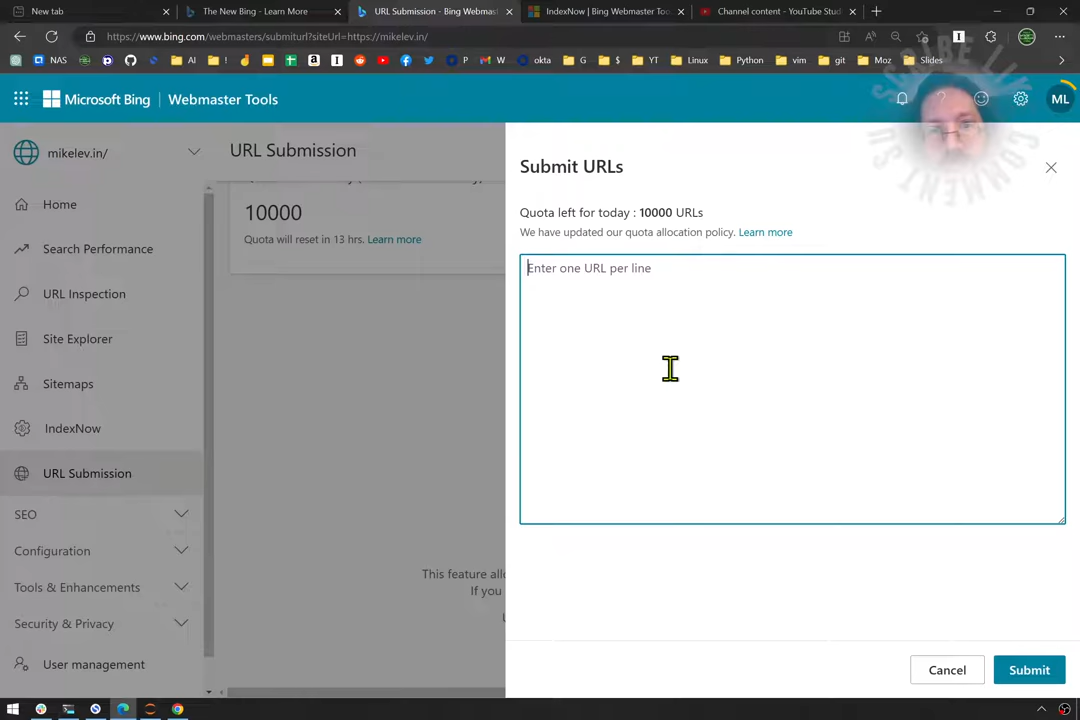 New tab
The New Bing - Learn More
URL Submission - Bing Webmast
IndexNow | Bing Webmaster Too
Channel content - YouTube Stud
https://www.bing.com/webmasters/submiturl?siteUrl=https://mikelev.in/
NAS
AI
!
P
W
okta
G
$
YT
Linux
Python
vim
git
Moz
Slides
Microsoft Bing
Webmaster Tools
ML
SUBSCRIBE LIKE
COMMENT
mikelev.in/
URL Submission
Home
Search Performance
URL Inspection
Site Explorer
Sitemaps
IndexNow
URL Submission
SEO
Configuration
Tools & Enhancements
Security & Privacy
User management
10000
Quota will reset in 13 hrs. Learn more
This feature allo
If you
Submit URLs
Quota left for today : 10000 URLs
We have updated our quota allocation policy. Learn more
Enter one URL per line
Cancel
Submit